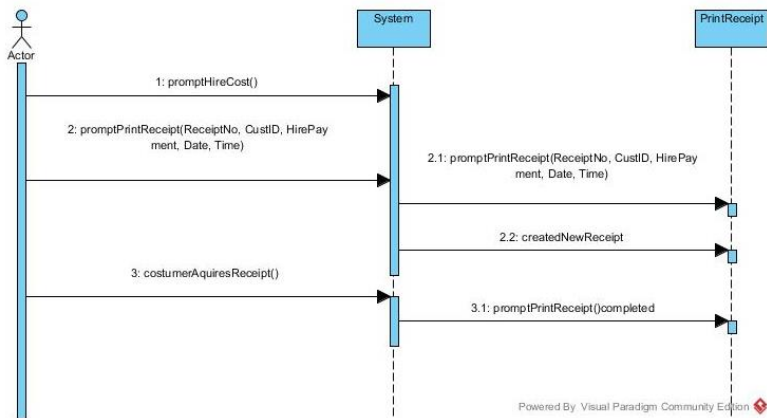 System
PrintReceipt
Actor
1: promptHireCost()
2: promptPrintReceipt(ReceiptNo, CustID, HirePay
ment, Date, Time)
2.1: promptPrintReceipt(ReceiptNo, CustID, HirePay
ment, Date, Time)
2.2: createdNewReceipt
3: costumerAquiresReceipt()
3.1: promptPrintReceipt()completed
Powered By Visual Paradigm Community Edition